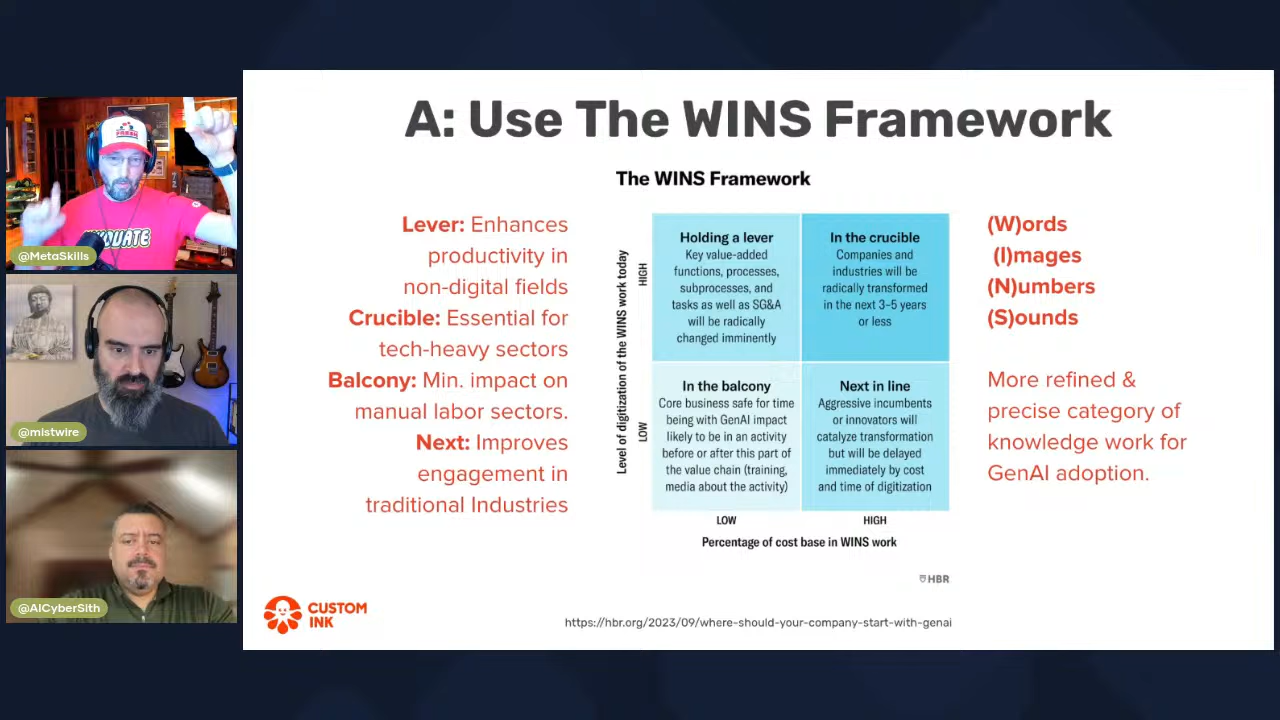 A: Use The WINS Framework
The WINS Framework
Lever: Enhances
productivity in
non-digital fields
Crucible: Essential for
tech-heavy sectors
Balcony: Min. impact on
manual labor sectors.
Next: Improves
engagement in
traditional Industries
Level of digitization of the WINS work today
HIGH
LOW
Holding a lever
Key value-added
functions, processes,
subprocesses, and
tasks as well as SG&A
will be radically
changed imminently
In the crucible
Companies and
industries will be
radically transformed
in the next 3–5 years
or less
In the balcony
Core business safe for time
being with GenAI impact
likely to be in an activity
before or after this part of
the value chain (training,
media about the activity)
Next in line
Aggressive incumbents
or innovators will
catalyze transformation
but will be delayed
immediately by cost
and time of digitization
LOW
HIGH
Percentage of cost base in WINS work
HBR
(W)ords
(I)mages
(N)umbers
(S)ounds
More refined &
precise category of
knowledge work for
GenAI adoption.
CUSTOM
INK
https://hbr.org/2023/09/where-should-your-company-start-with-genai
@MetaSkills
@mistwire
@AICyberSith